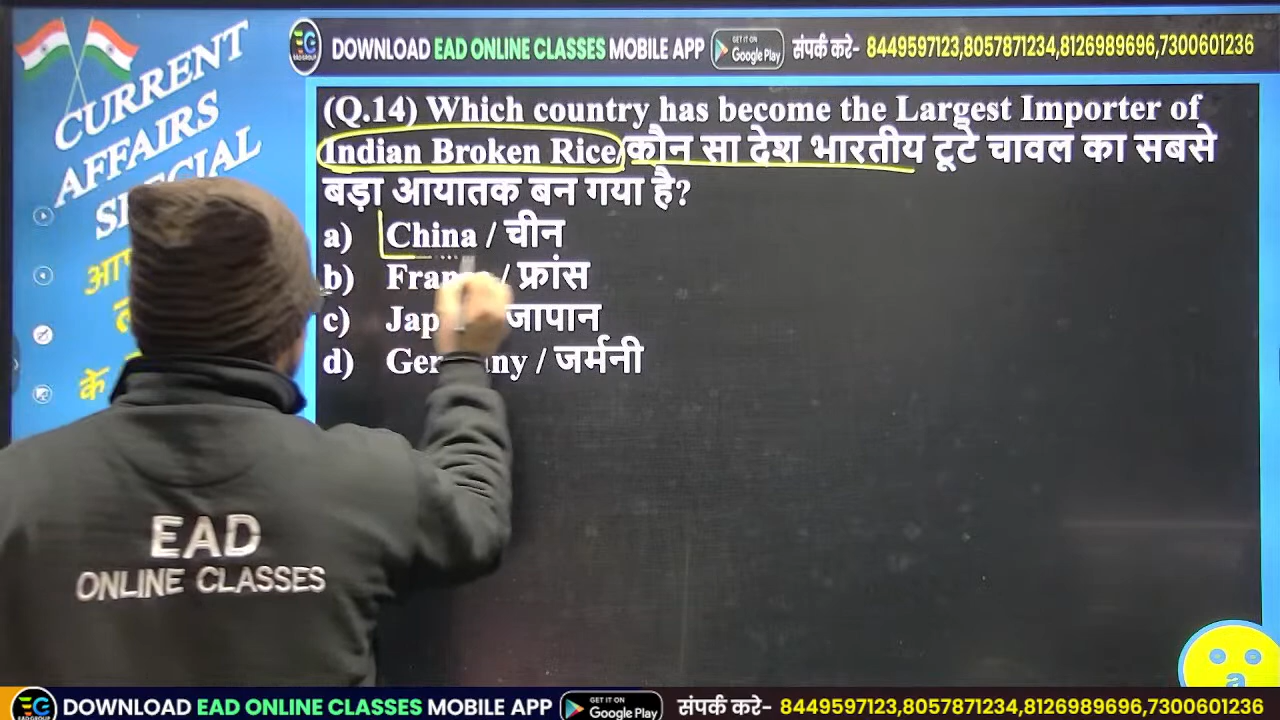 DOWNLOAD EAD ONLINE CLASSES MOBILE APP GET IT ON Google Play संपर्क करे- 8449597123,8057871234,8126989696,7300601236
CURRENT
AFFAIRS
(Q.14) Which country has become the Largest Importer of
Indian Broken Rice/कौन सा देश भारतीय टूटे चावल का सबसे
बड़ा आयातक बन गया है?
a) China / चीन
b) / फ्रांस
c) जापान
d) / जर्मनी
के
EAD
ONLINE CLASSES
a
DOWNLOAD EAD ONLINE CLASSES MOBILE APP GET IT ON Google Play संपर्क करे- 8449597123,8057871234,8126989696,7300601236